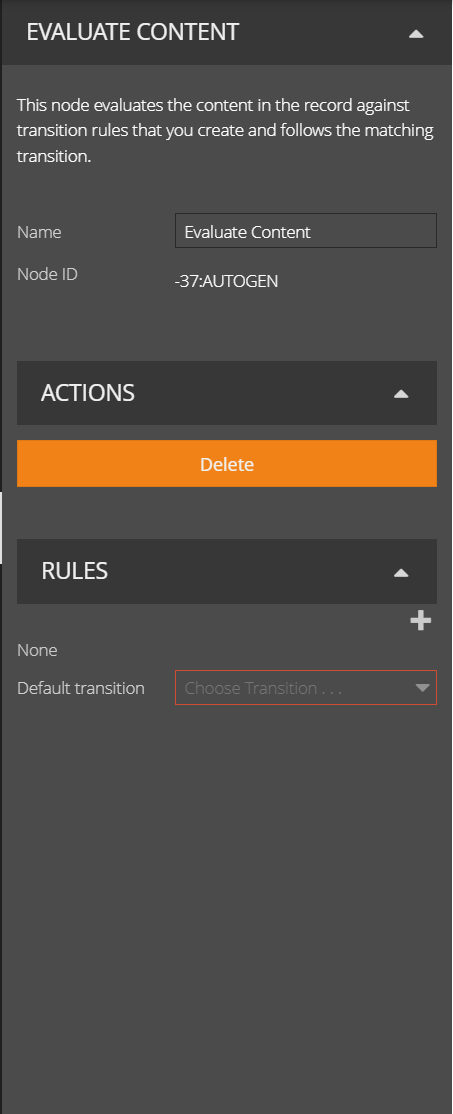 EVALUATE CONTENT
This node evaluates the content in the record against
transition rules that you create and follows the matching
transition.
Name Evaluate Content
Node ID -37:AUTOGEN
ACTIONS
Delete
RULES
None
Default transition Choose Transition . . .